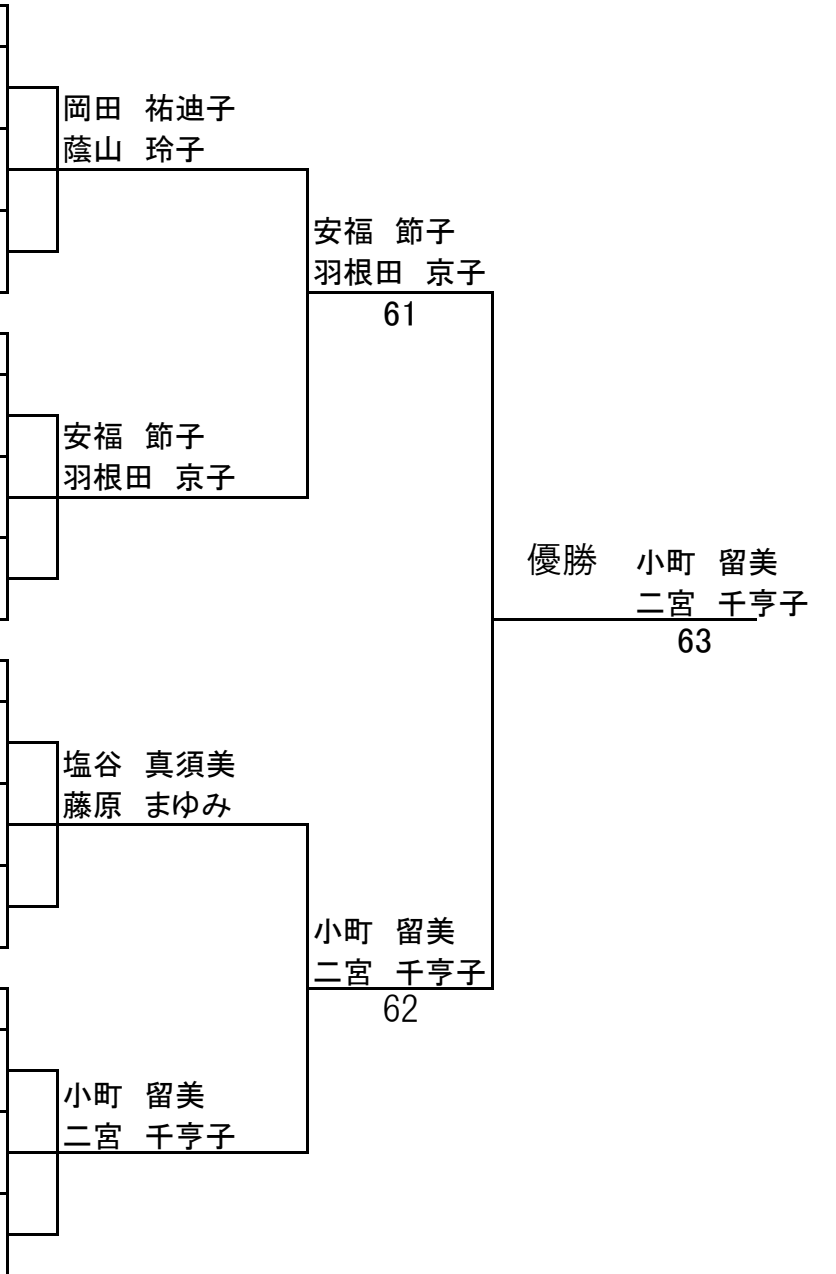 岡田　祐迪子
蔭山　玲子
安福　節子
羽根田　京子
61
安福　節子
羽根田　京子
優勝　小町　留美
二宮　千亨子
63
塩谷　真須美
藤原　まゆみ
小町　留美
二宮　千亨子
62
小町　留美
二宮　千亨子